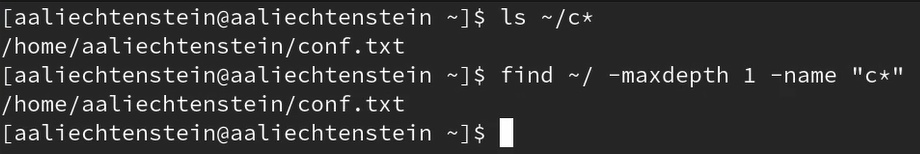 [aaliechtenstein@aaliechtenstein ~]$ ls ~/c*
/home/aaliechtenstein/conf.txt
[aaliechtenstein@aaliechtenstein ~]$ find ~/ -maxdepth 1 -name "c*"
/home/aaliechtenstein/conf.txt
[aaliechtenstein@aaliechtenstein ~]$